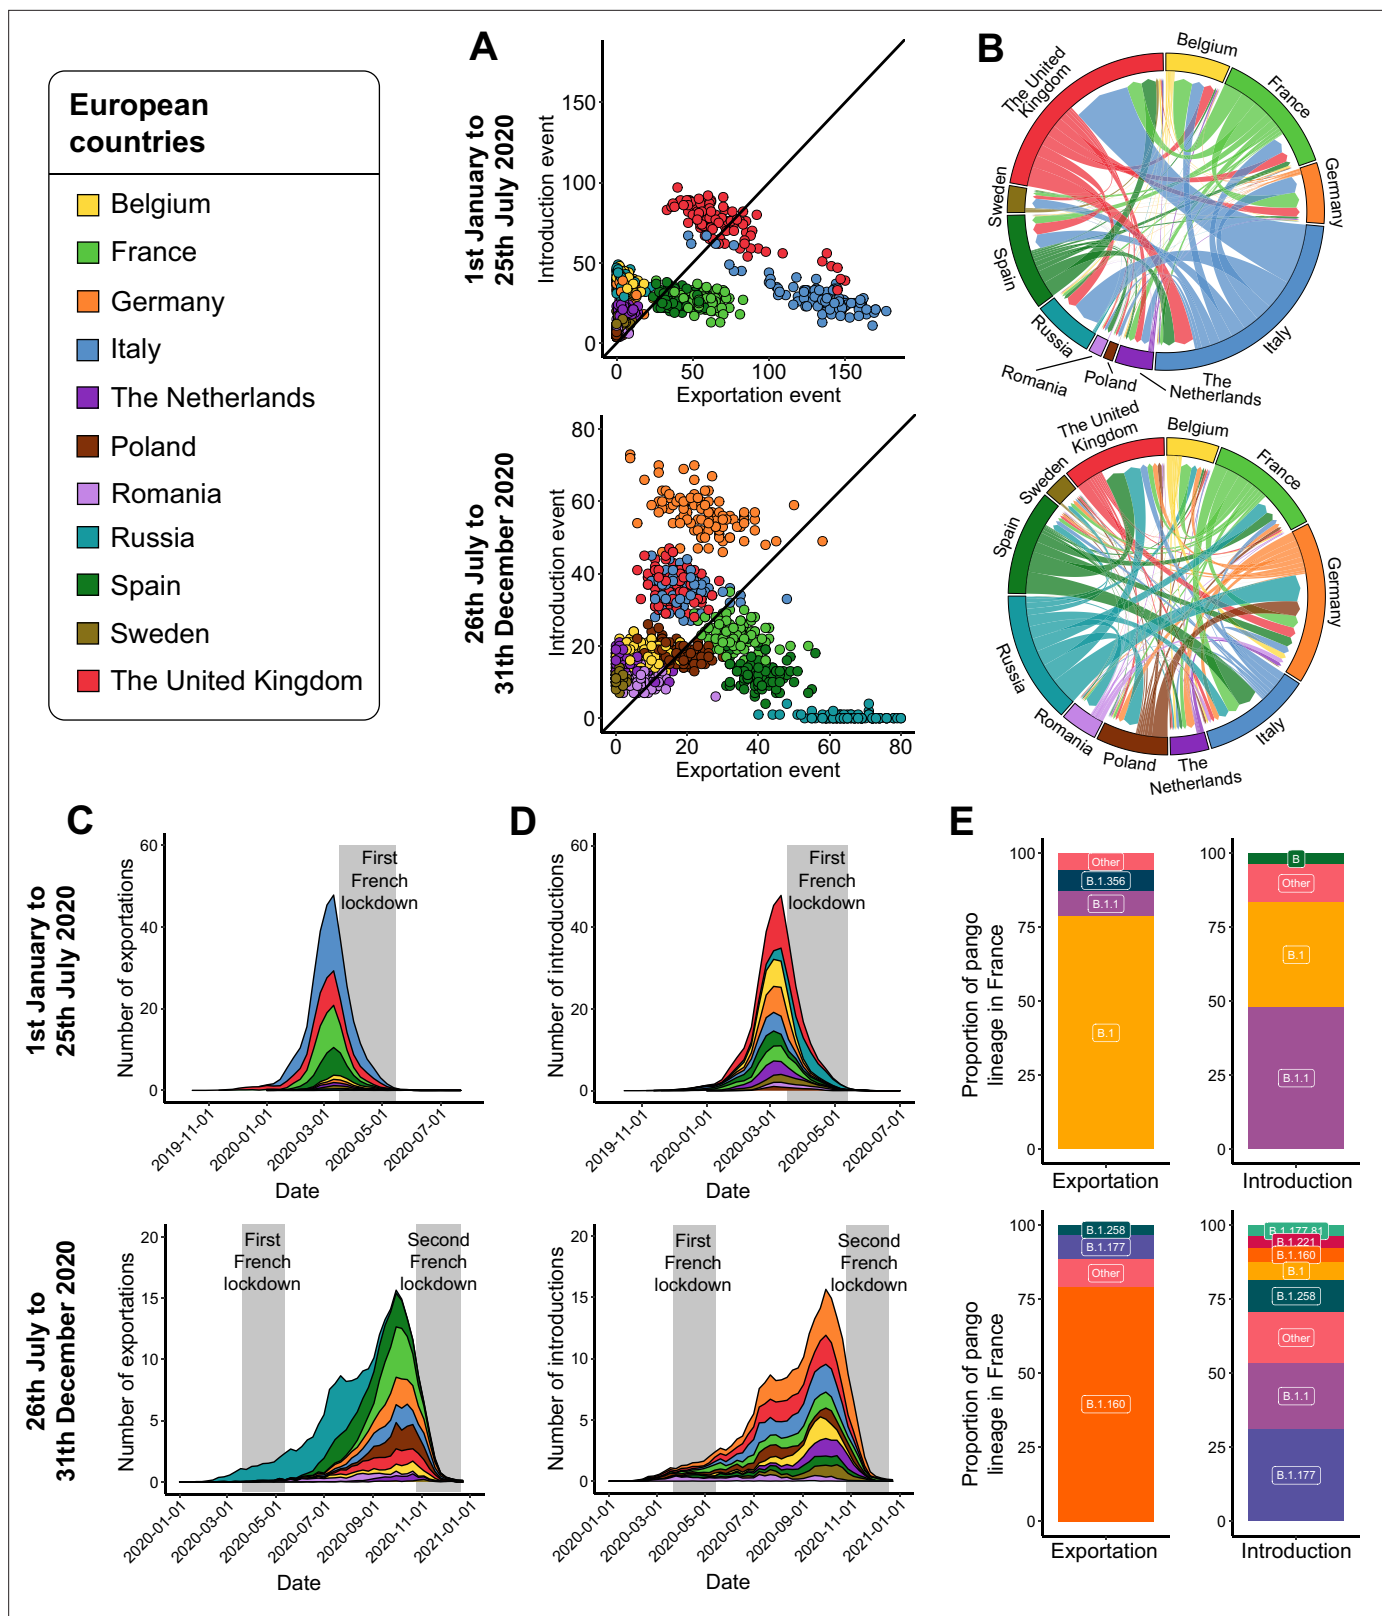 European
countries
Belgium
France
Germany
Italy
The Netherlands
Poland
Romania
Russia
Spain
Sweden
The United Kingdom
A
1st January to
25th July 2020
Introduction event
150
100
50
0
0
50
100
150
Exportation event
26th July to
31th December 2020
Introduction event
80
60
40
20
0
0
20
40
60
80
Exportation event
B
The United
Kingdom
Belgium
France
Germany
Italy
The
Netherlands
Poland
Romania
Russia
Spain
Sweden
The United
Kingdom
Belgium
France
Germany
Italy
The
Netherlands
Poland
Romania
Russia
Spain
Sweden
C
1st January to
25th July 2020
Number of exportations
60
40
20
0
First
French
lockdown
2019-11-01
2020-01-01
2020-03-01
2020-05-01
2020-07-01
Date
26th July to
31th December 2020
Number of exportations
20
15
10
5
0
First
French
lockdown
Second
French
lockdown
2020-01-01
2020-03-01
2020-05-01
2020-07-01
2020-09-01
2020-11-01
2021-01-01
Date
D
Number of introductions
60
40
20
0
First
French
lockdown
2019-11-01
2020-01-01
2020-03-01
2020-05-01
2020-07-01
Date
Number of introductions
20
15
10
5
0
First
French
lockdown
Second
French
lockdown
2020-01-01
2020-03-01
2020-05-01
2020-07-01
2020-09-01
2020-11-01
2021-01-01
Date
E
Proportion of pango
lineage in France
100
75
50
25
0
Other
B.1.356
B.1.1
B.1
Exportation
100
75
50
25
0
B
Other
B.1
B.1.1
Introduction
Proportion of pango
lineage in France
100
75
50
25
0
B.1.258
B.1.177
Other
B.1.160
Exportation
100
75
50
25
0
B.1.177.81
B.1.221
B.1.160
B.1
B.1.258
Other
B.1.1
B.1.177
Introduction